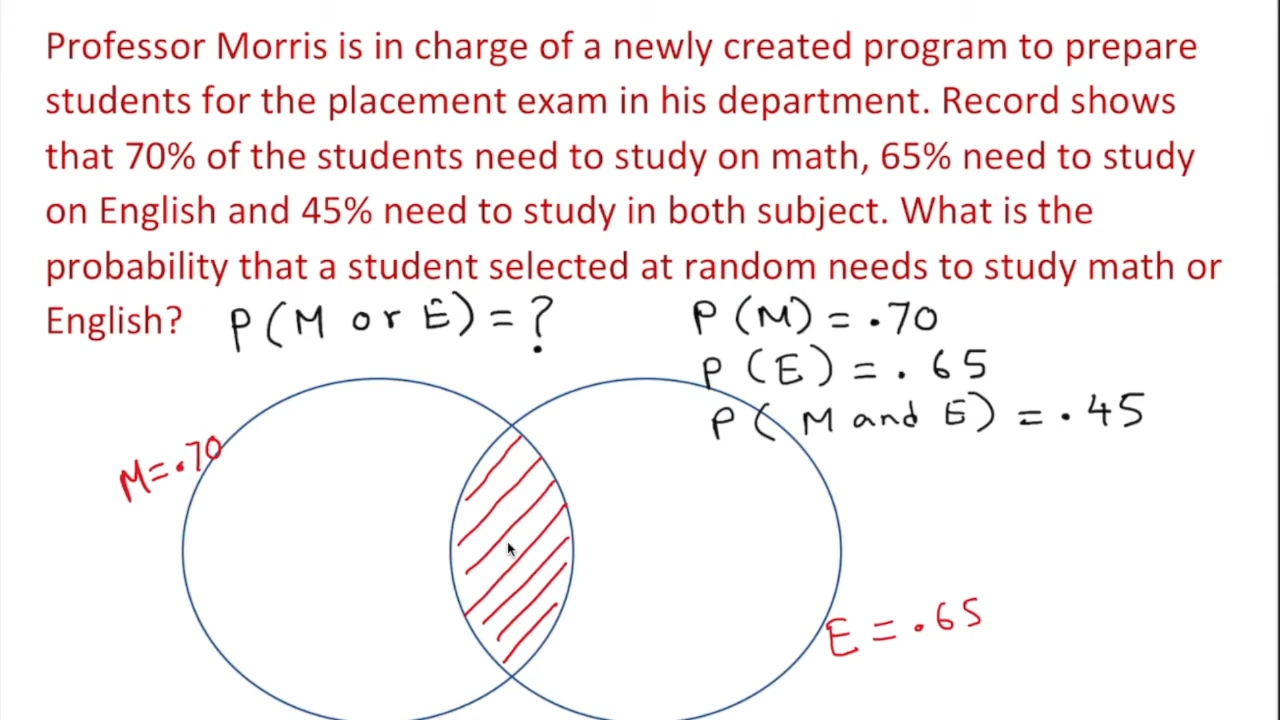 Professor Morris is in charge of a newly created program to prepare
students for the placement exam in his department. Record shows
that 70% of the students need to study on math, 65% need to study
on English and 45% need to study in both subject. What is the
probability that a student selected at random needs to study math or
English? P(M or E) = ?
P(M) = .70
P(E) = .65
P(M and E) = .45
M = .70
E = .65